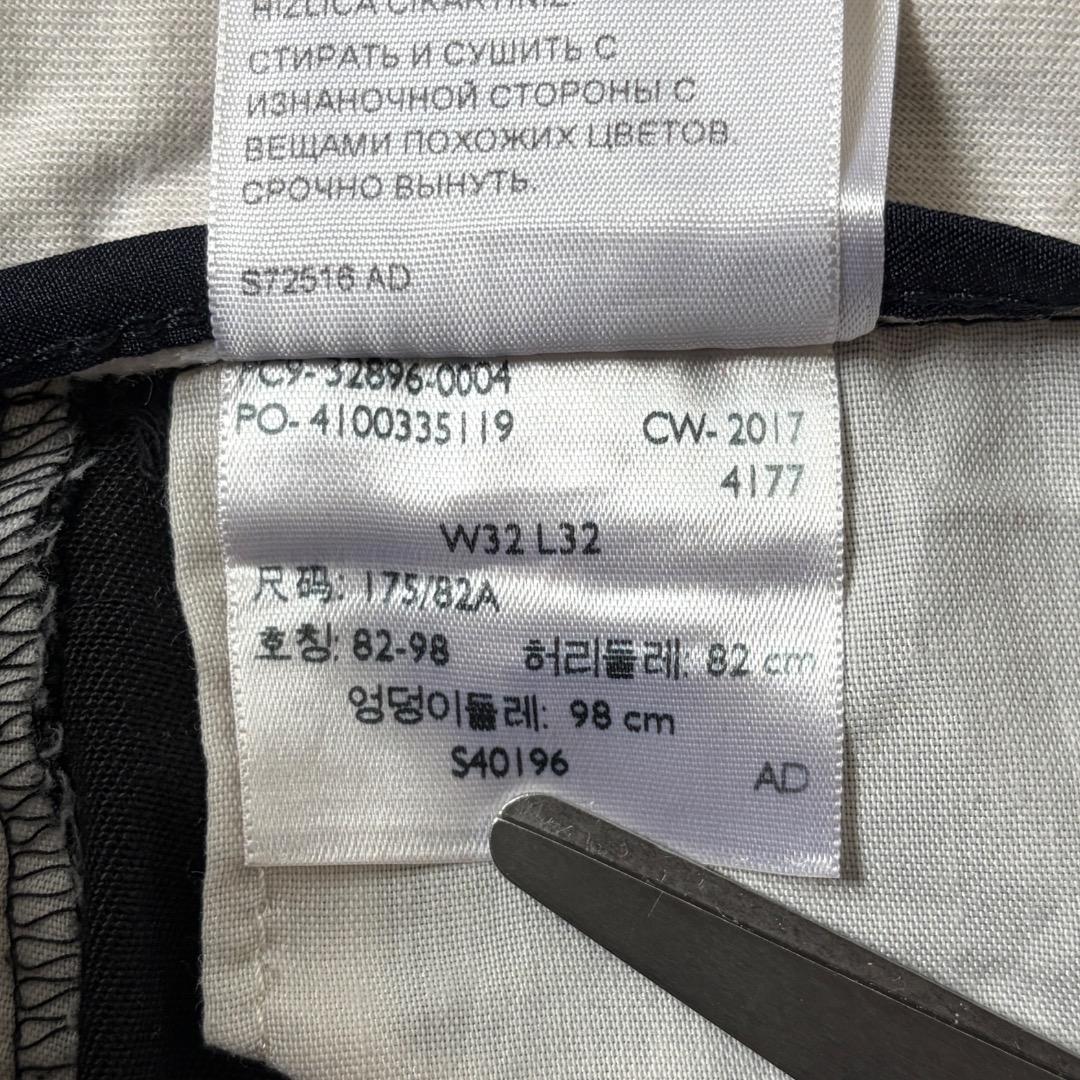 HIZLICA ÇIKARTINIZ.
СТИРАТЬ И СУШИТЬ С
ИЗНАНОЧНОЙ СТОРОНЫ С
ВЕЩАМИ ПОХОЖИХ ЦВЕТОВ.
СРОЧНО ВЫНУТЬ.
S72516 AD
PC9-32896-0004
PO-4100335119 CW-2017
4177
W32 L32
尺码: 175/82A
호칭: 82-98 허리둘레: 82 cm
엉덩이둘레: 98 cm
S40196 AD